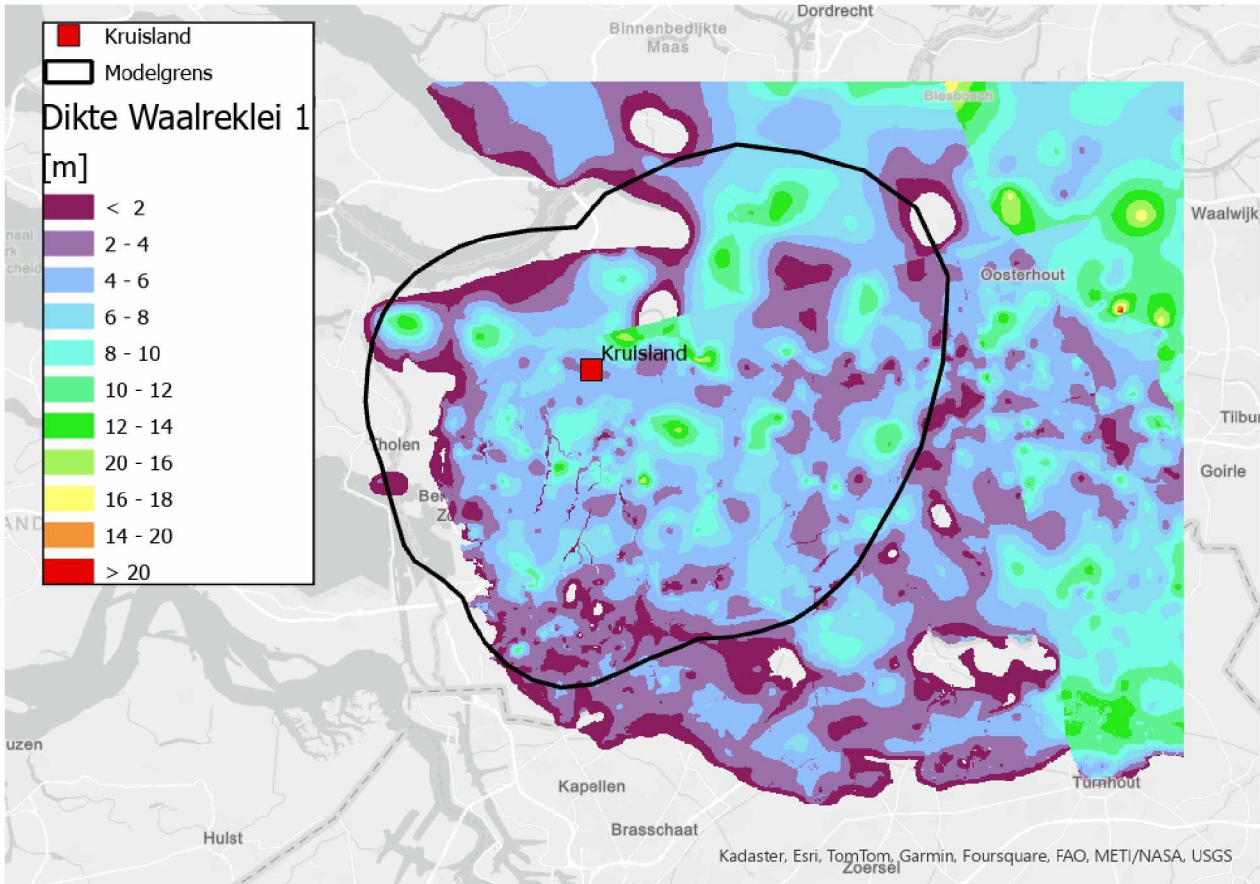 Kruisland
Modelgrens
Dikte Waalreklei 1
[m]
< 2
2 - 4
4 - 6
6 - 8
8 - 10
10 - 12
12 - 14
20 - 16
16 - 18
14 - 20
> 20
Dordrecht
Binnenbedijkte
Maas
Biesbosch
Waalwijk
Oosterhout
Kruisland
Tilbur
Tholen
Goirle
Kapellen
Turnhout
Brasschaat
Hulst
Zoersel
Kadaster, Esri, TomTom, Garmin, Foursquare, FAO, METI/NASA, USGS